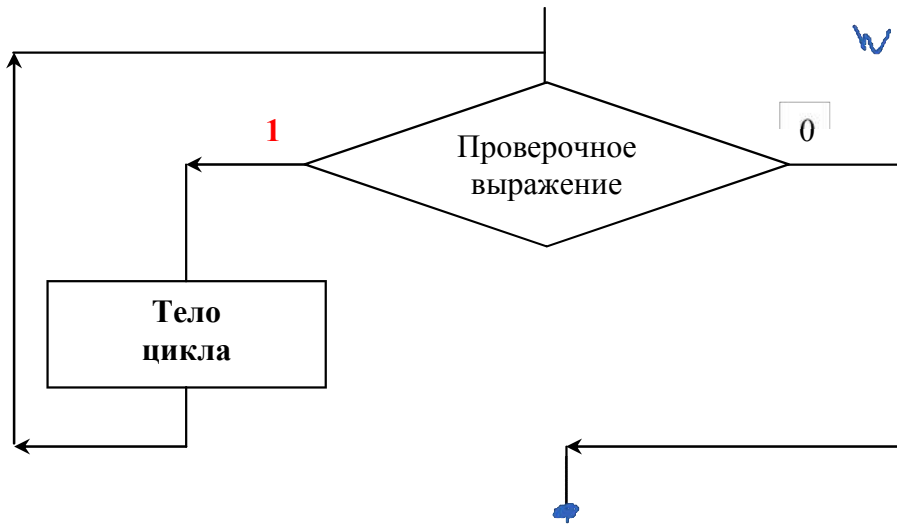 w
1
0
Проверочное
выражение
Тело
цикла